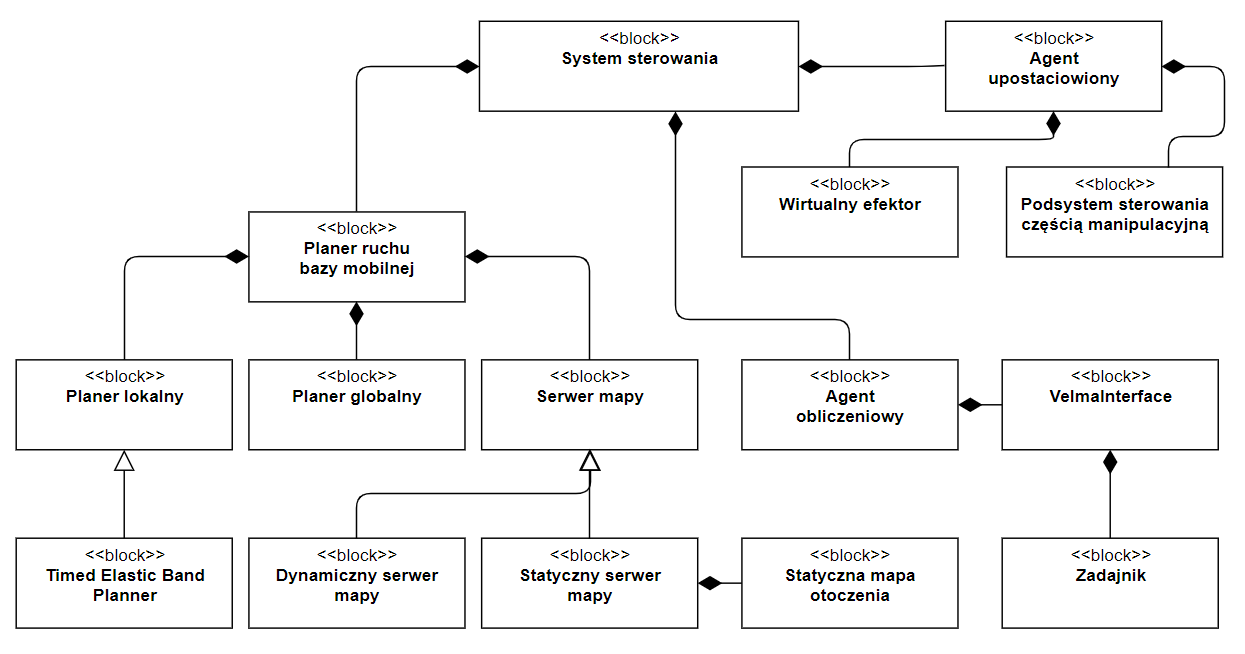 <<block>>
System sterowania
<<block>>
Agent
upostaciowiony
<<block>>
Wirtualny efektor
<<block>>
Podsystem sterowania
częścią manipulacyjną
<<block>>
Planer ruchu
bazy mobilnej
<<block>>
Planer lokalny
<<block>>
Planer globalny
<<block>>
Serwer mapy
<<block>>
Agent
obliczeniowy
<<block>>
VelmaInterface
<<block>>
Timed Elastic Band
Planner
<<block>>
Dynamiczny serwer
mapy
<<block>>
Statyczny serwer
mapy
<<block>>
Statyczna mapa
otoczenia
<<block>>
Zadajnik